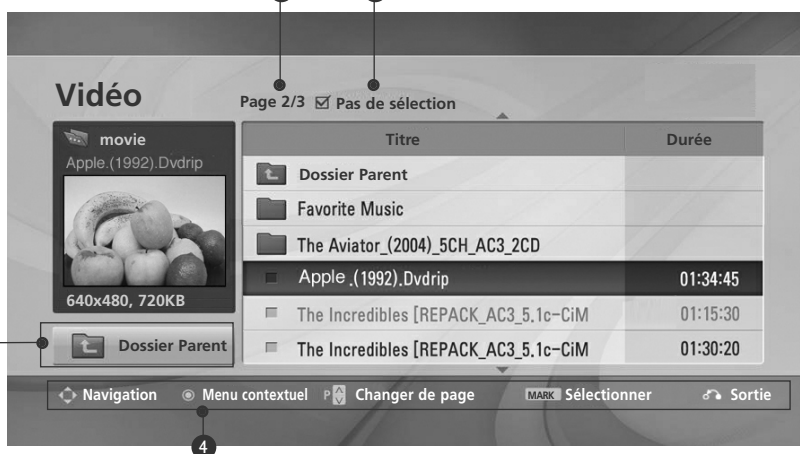 Vidéo
Page 2/3 Pas de sélection
movie
Apple.(1992).Dvdrip
640x480, 720KB
Dossier Parent
Titre Durée
Dossier Parent
Favorite Music
The Aviator_(2004)_5CH_AC3_2CD
Apple .(1992).Dvdrip 01:34:45
The Incredibles [REPACK_AC3_5.1c-CiM 01:15:30
The Incredibles [REPACK_AC3_5.1c-CiM 01:30:20
Navigation Menu contextuel P Changer de page MARK Sélectionner Sortie
4